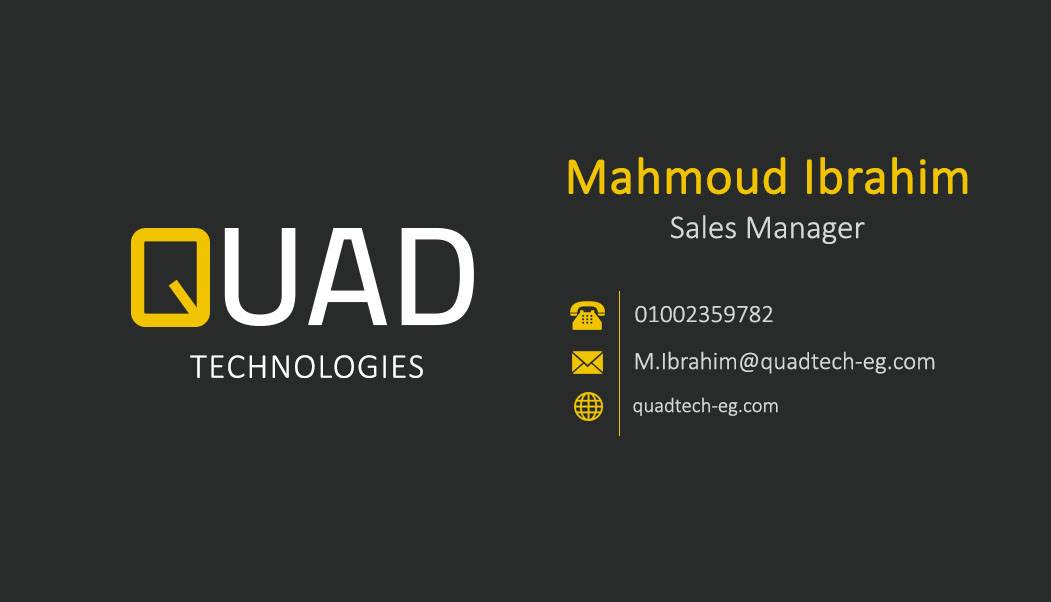 QUAD
TECHNOLOGIES
Mahmoud Ibrahim
Sales Manager
01002359782
M.Ibrahim@quadtech-eg.com
quadtech-eg.com